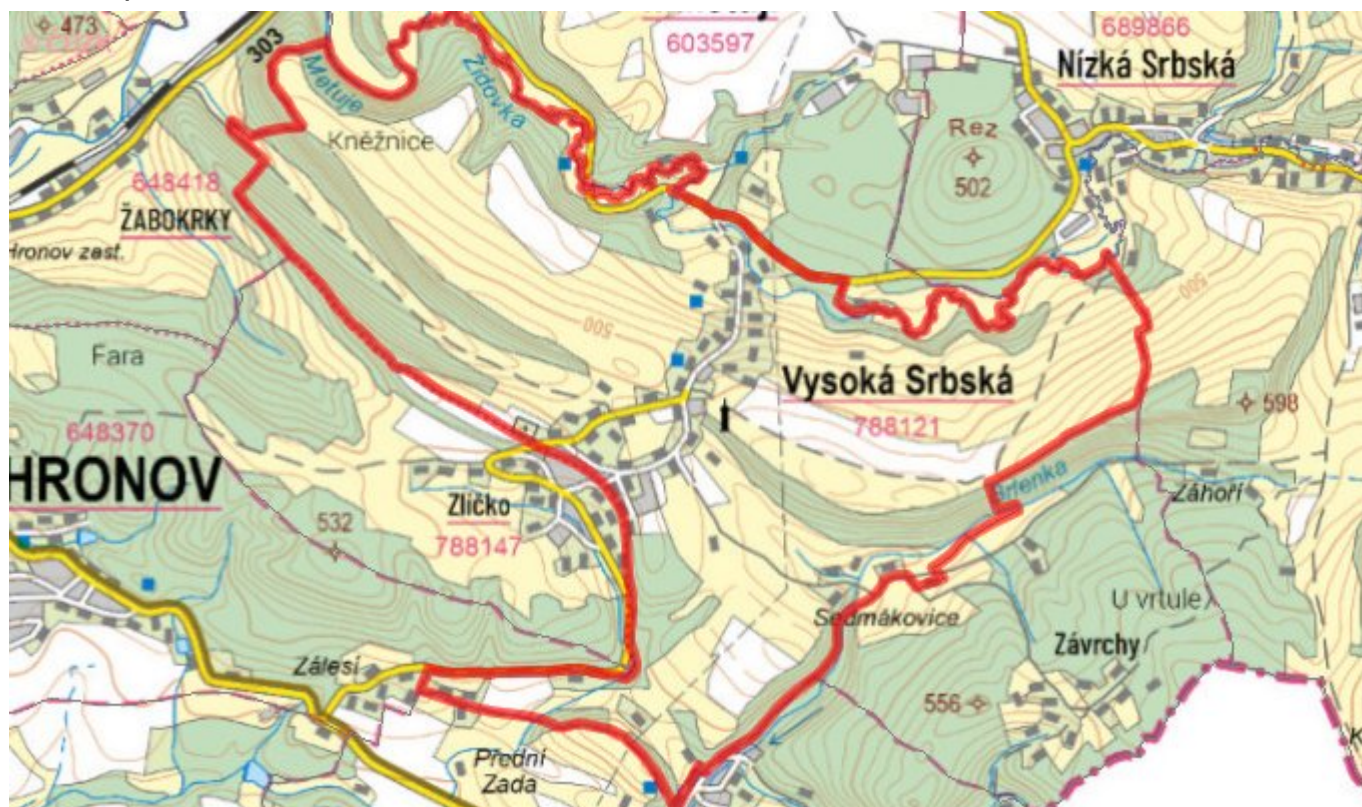 473
303
603597
689866
Nízká Srbská
Metuje
Židovka
Kněžnice
Rez
502
648418
ŽABOKRKY
Hronov zast.
500
500
Fara
Vysoká Srbská
788121
598
648370
HRONOV
Zličko
788147
532
Záhoří
Sedmákovice
U vrtule
Závrchy
Zálesí
556
Přední
Zada